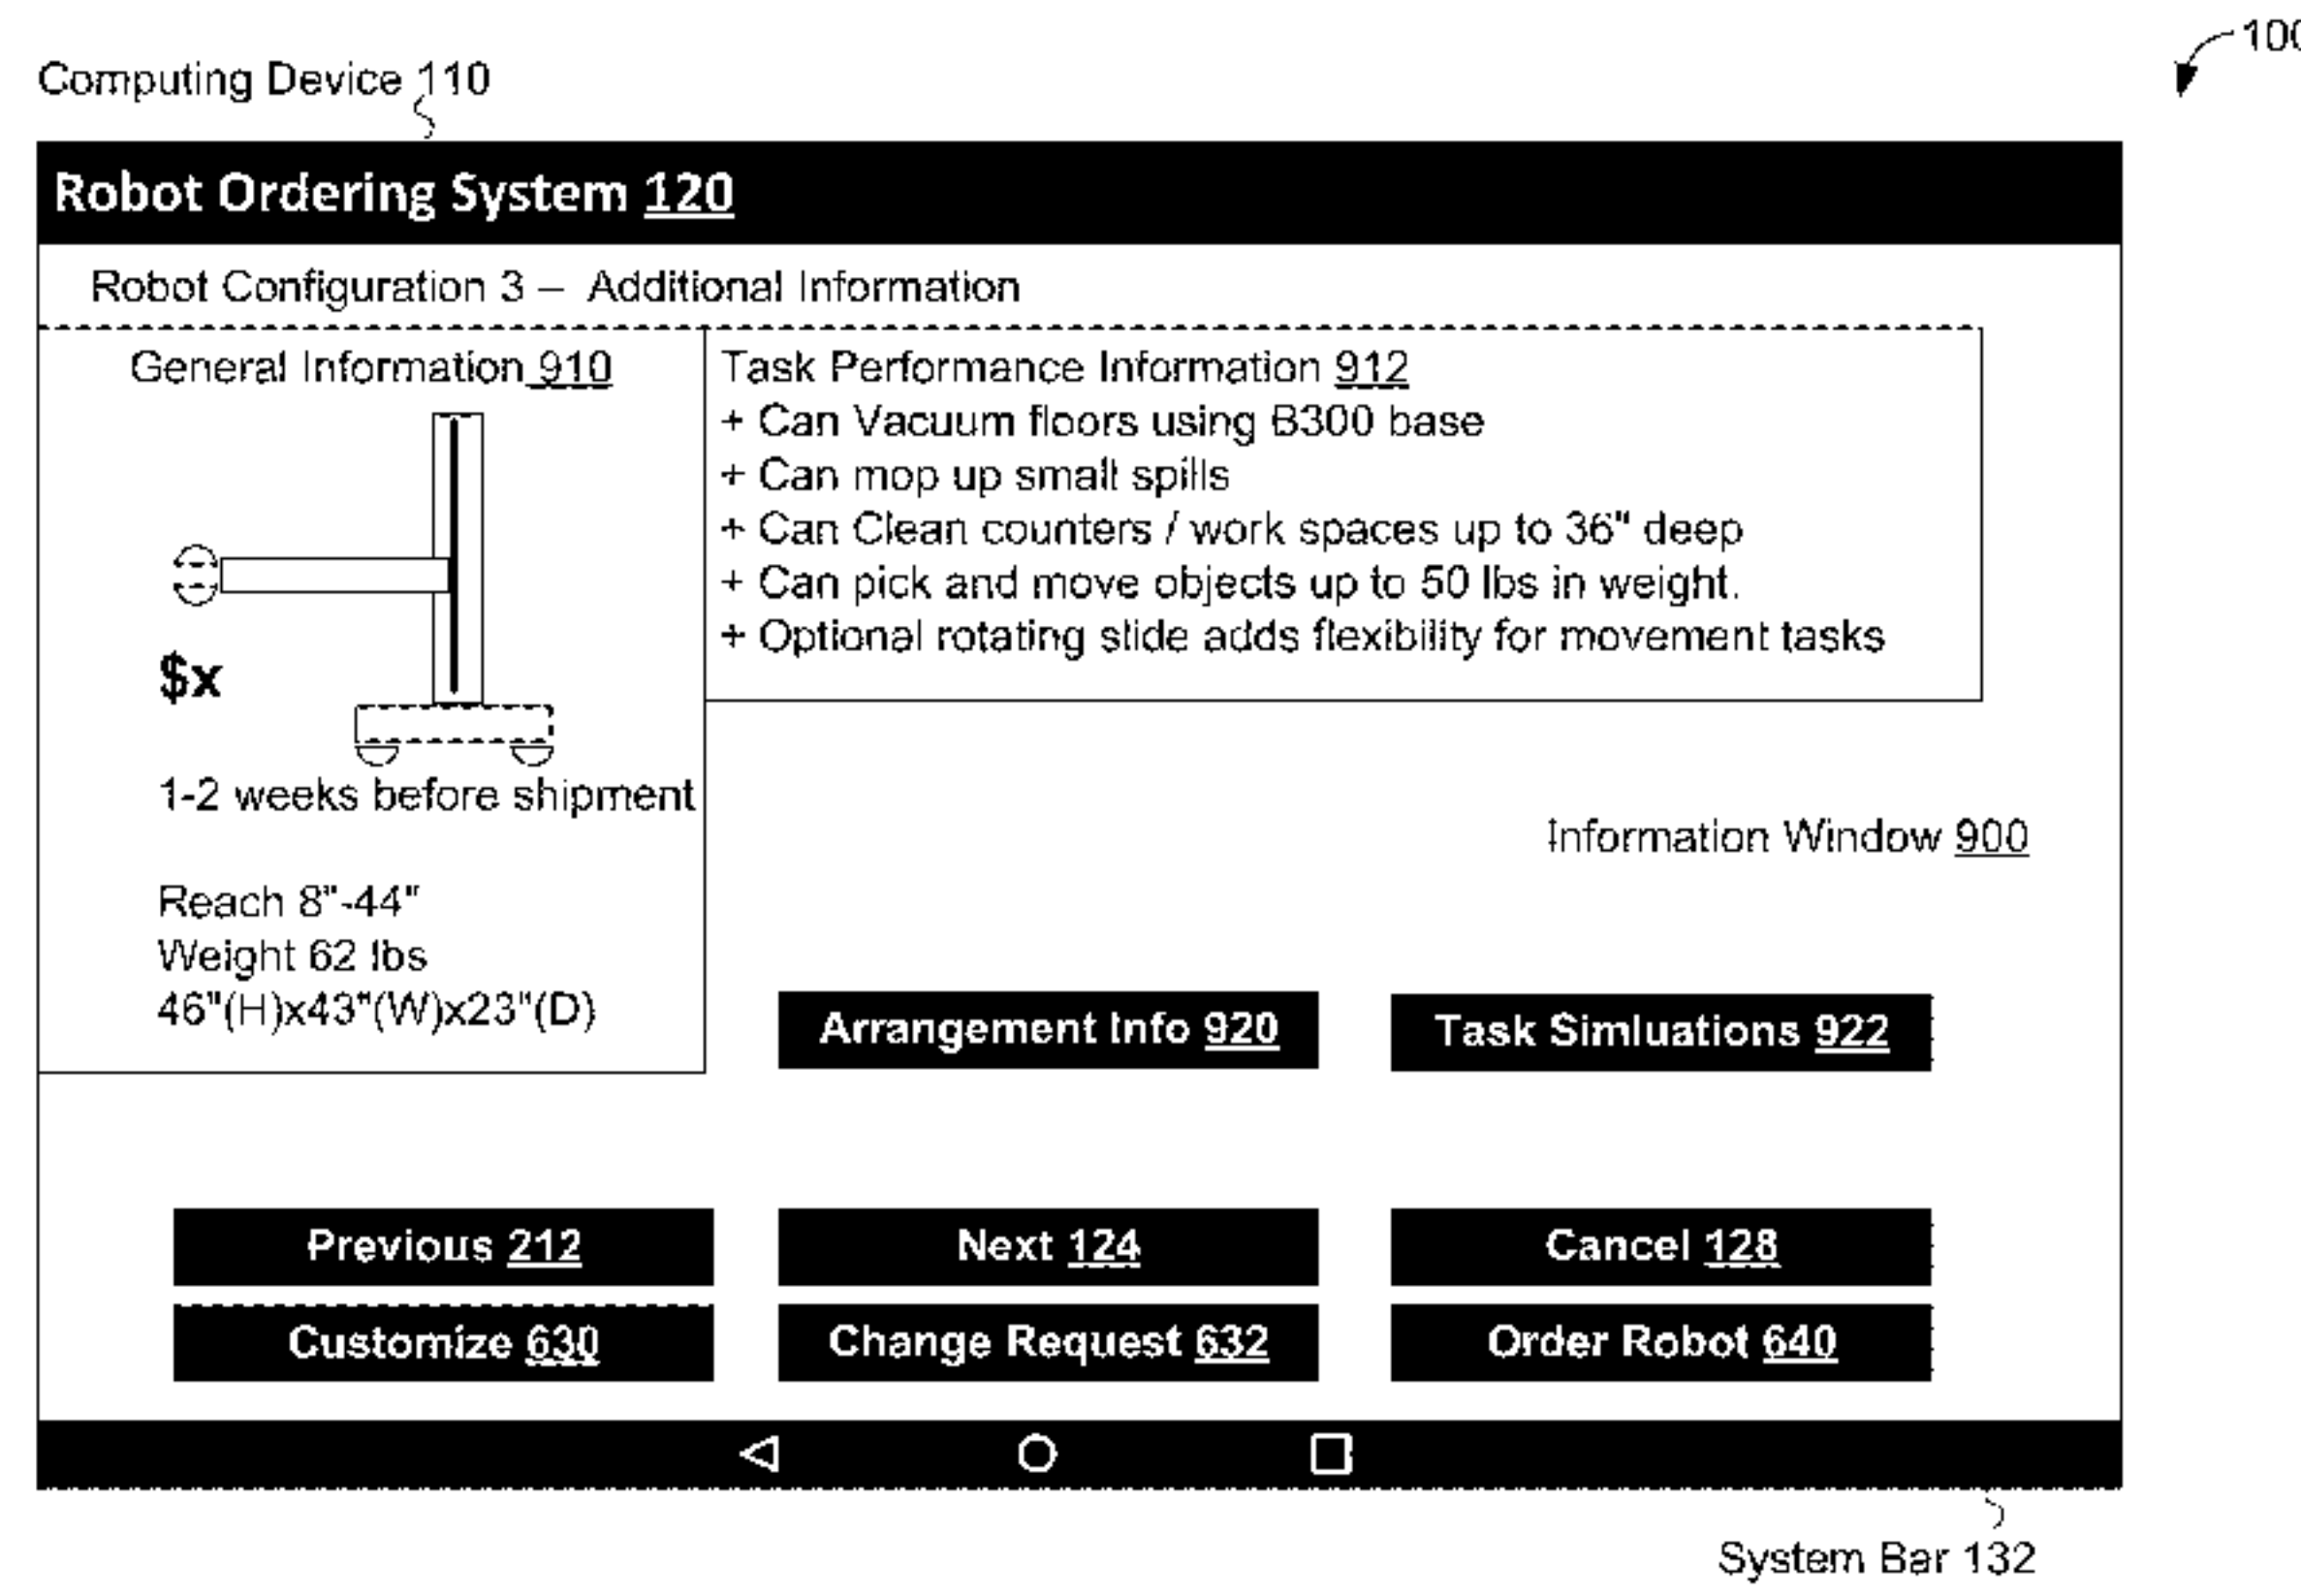 100
Computing Device 110
Robot Ordering System 120
Robot Configuration 3 – Additional Information
General Information 910
$x
1-2 weeks before shipment
Reach 8"-44"
Weight 62 lbs
46"(H)x43"(W)x23"(D)
Task Performance Information 912
+ Can Vacuum floors using B300 base
+ Can mop up small spills
+ Can Clean counters / work spaces up to 36" deep
+ Can pick and move objects up to 50 lbs in weight.
+ Optional rotating slide adds flexibility for movement tasks
Information Window 900
Arrangement Info 920
Task Simluations 922
Previous 212
Next 124
Cancel 128
Customize 630
Change Request 632
Order Robot 640
System Bar 132